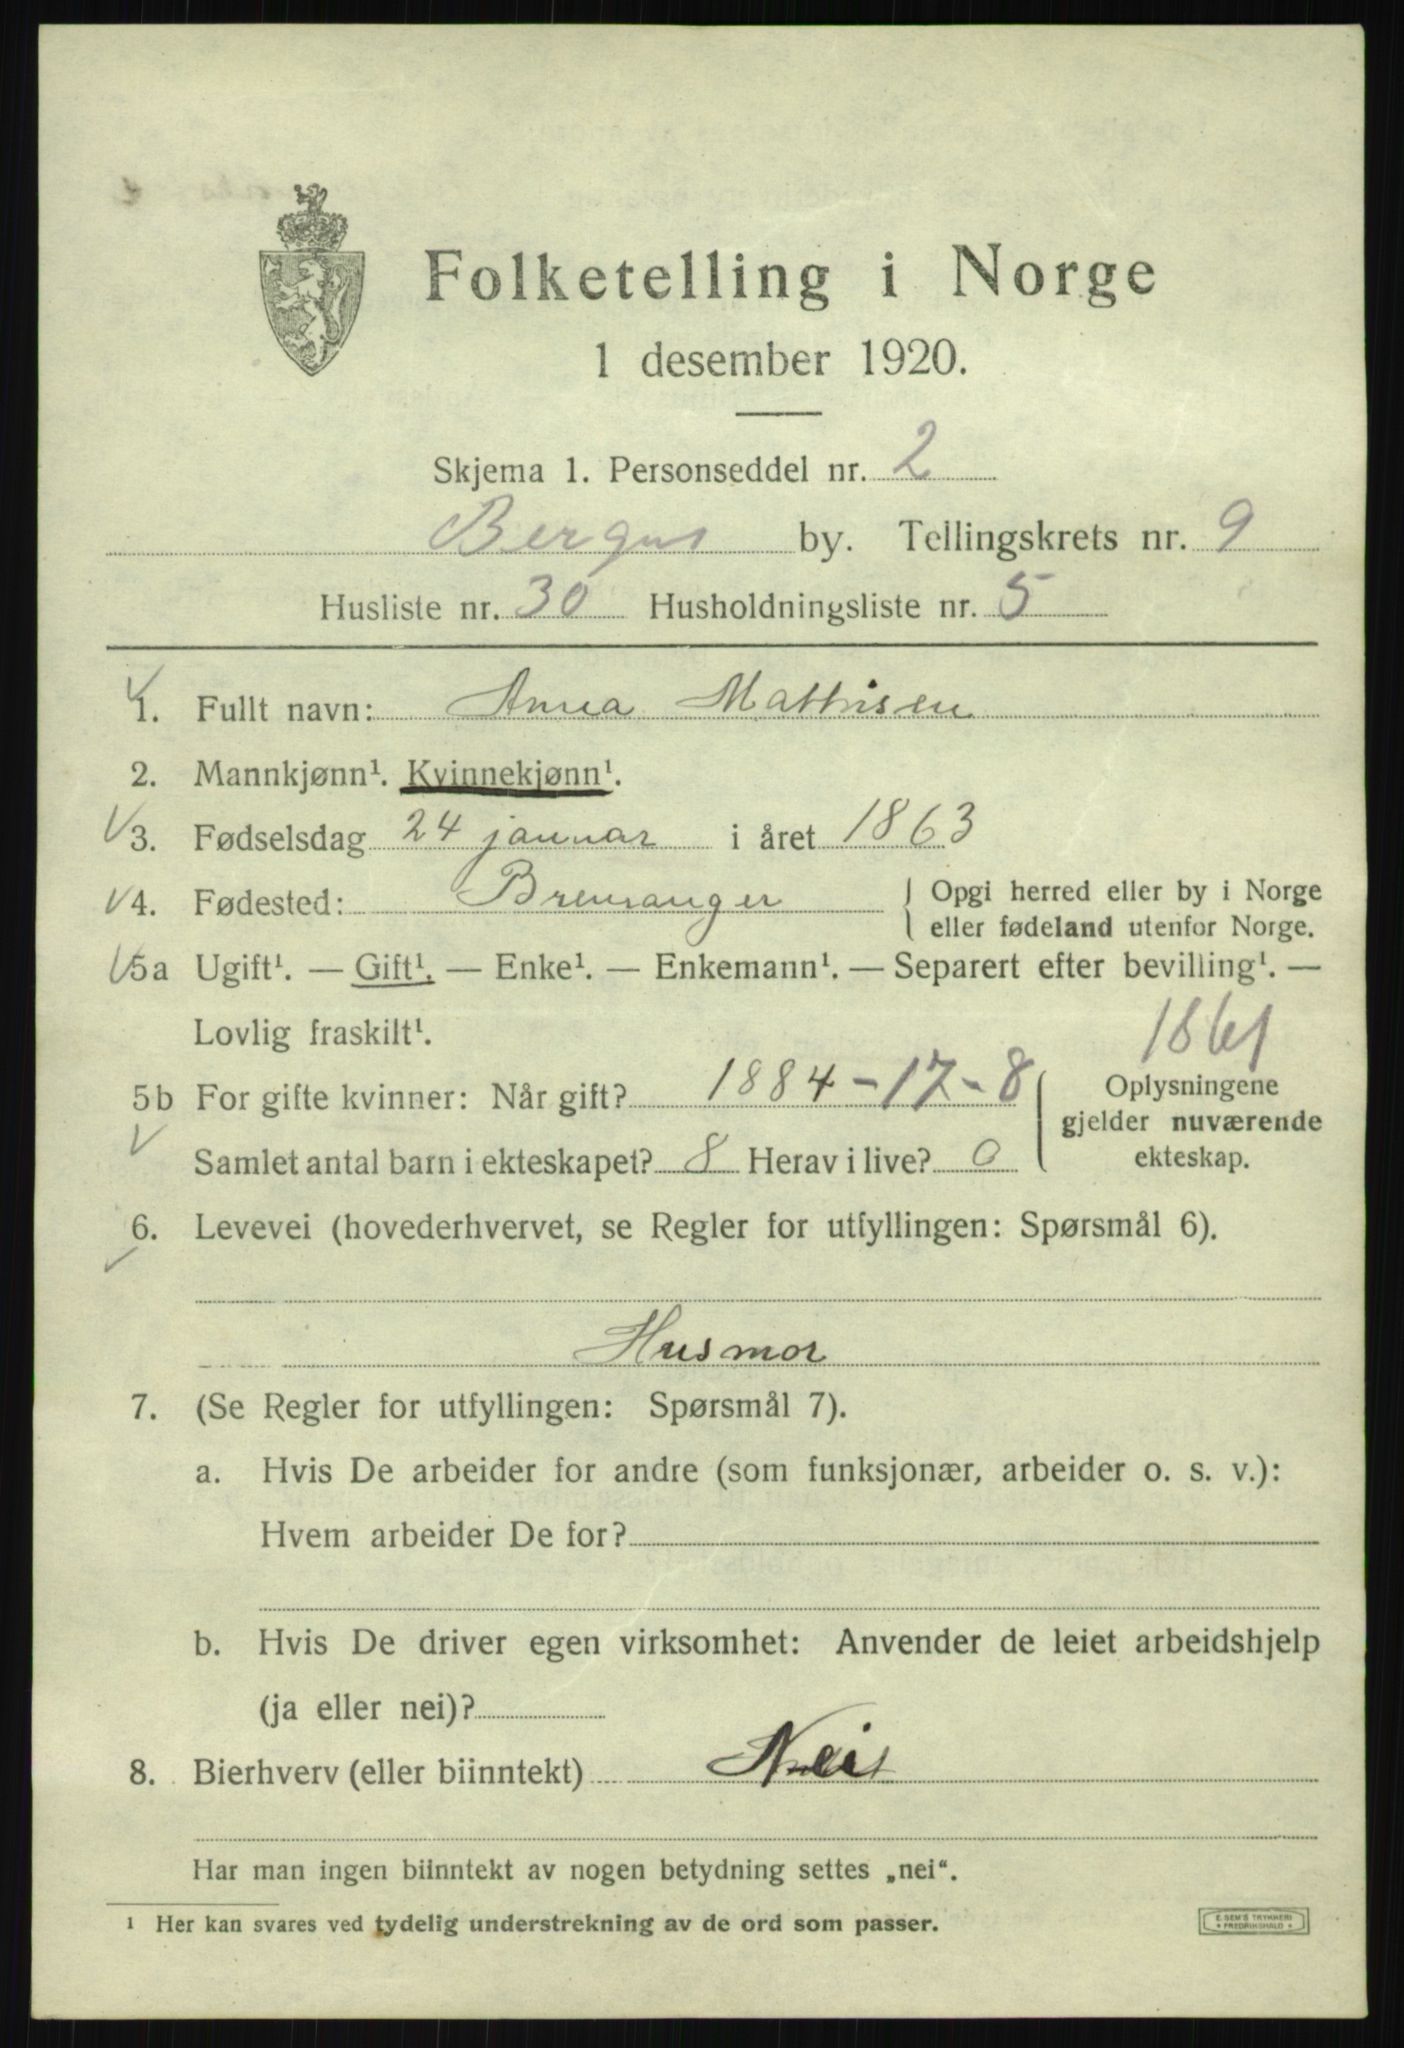 Folketelling i Norge
1 desember 1920.
Skjema 1. Personseddel nr. 2
Bergens by. Tellingskrets nr. 9
Husliste nr. 30 Husholdningsliste nr. 5
1. Fullt navn: Anna Mathisen
2. Mannkjønn¹. Kvinnekjønn¹.
3. Fødselsdag 24 januar i året 1863
4. Fødested: Bremanger
Opgi herred eller by i Norge
eller fødeland utenfor Norge.
5a Ugift¹. — Gift¹. — Enke¹. — Enkemann¹. — Separert efter bevilling¹. —
Lovlig fraskilt¹.
1861
5b For gifte kvinner: Når gift? 1884-17-8
Samlet antal barn i ekteskapet? 8 Herav i live? 0
Oplysningene
gjelder nuværende
ekteskap.
6. Levevei (hovederhvervet, se Regler for utfyllingen: Spørsmål 6).
Husmor
7. (Se Regler for utfyllingen: Spørsmål 7).
a. Hvis De arbeider for andre (som funksjonær, arbeider o. s. v.):
Hvem arbeider De for?
b. Hvis De driver egen virksomhet: Anvender de leiet arbeidshjelp
(ja eller nei)?
8. Bierhverv (eller biinntekt) Nei
Har man ingen biinntekt av nogen betydning settes „nei“.
¹ Her kan svares ved tydelig understrekning av de ord som passer.
E. SEM'S TRYKKERI
FREDRIKSHALD